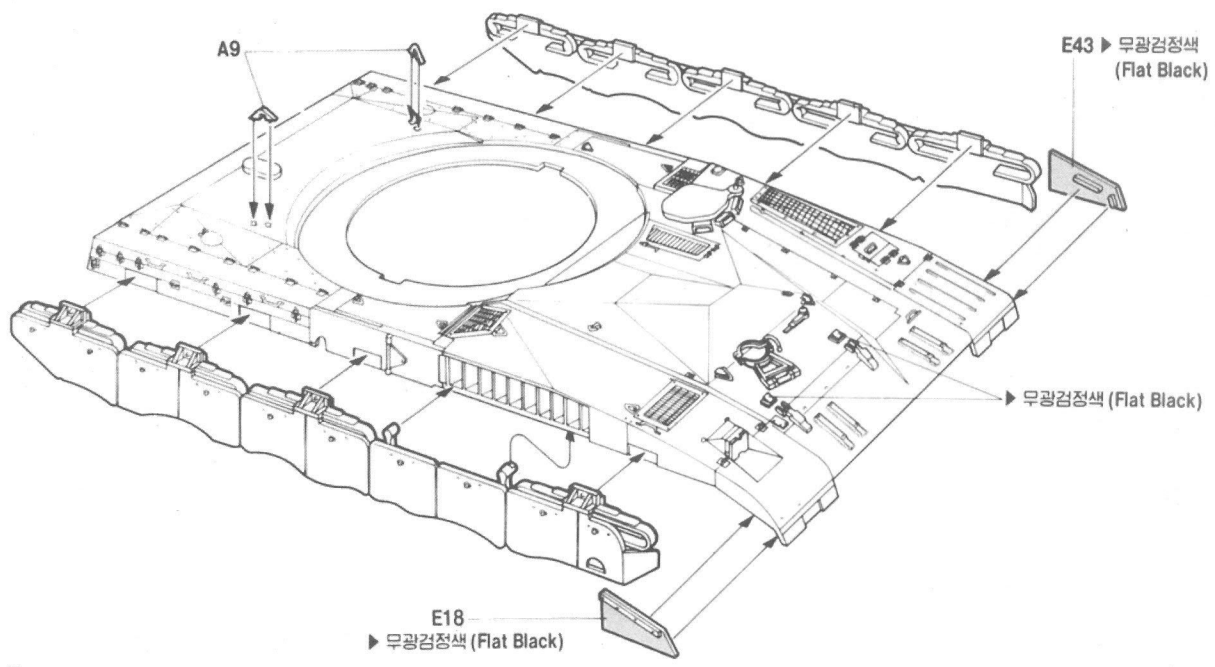 A9
E43 ▶ 무광검정색
(Flat Black)
▶ 무광검정색 (Flat Black)
E18
▶ 무광검정색 (Flat Black)